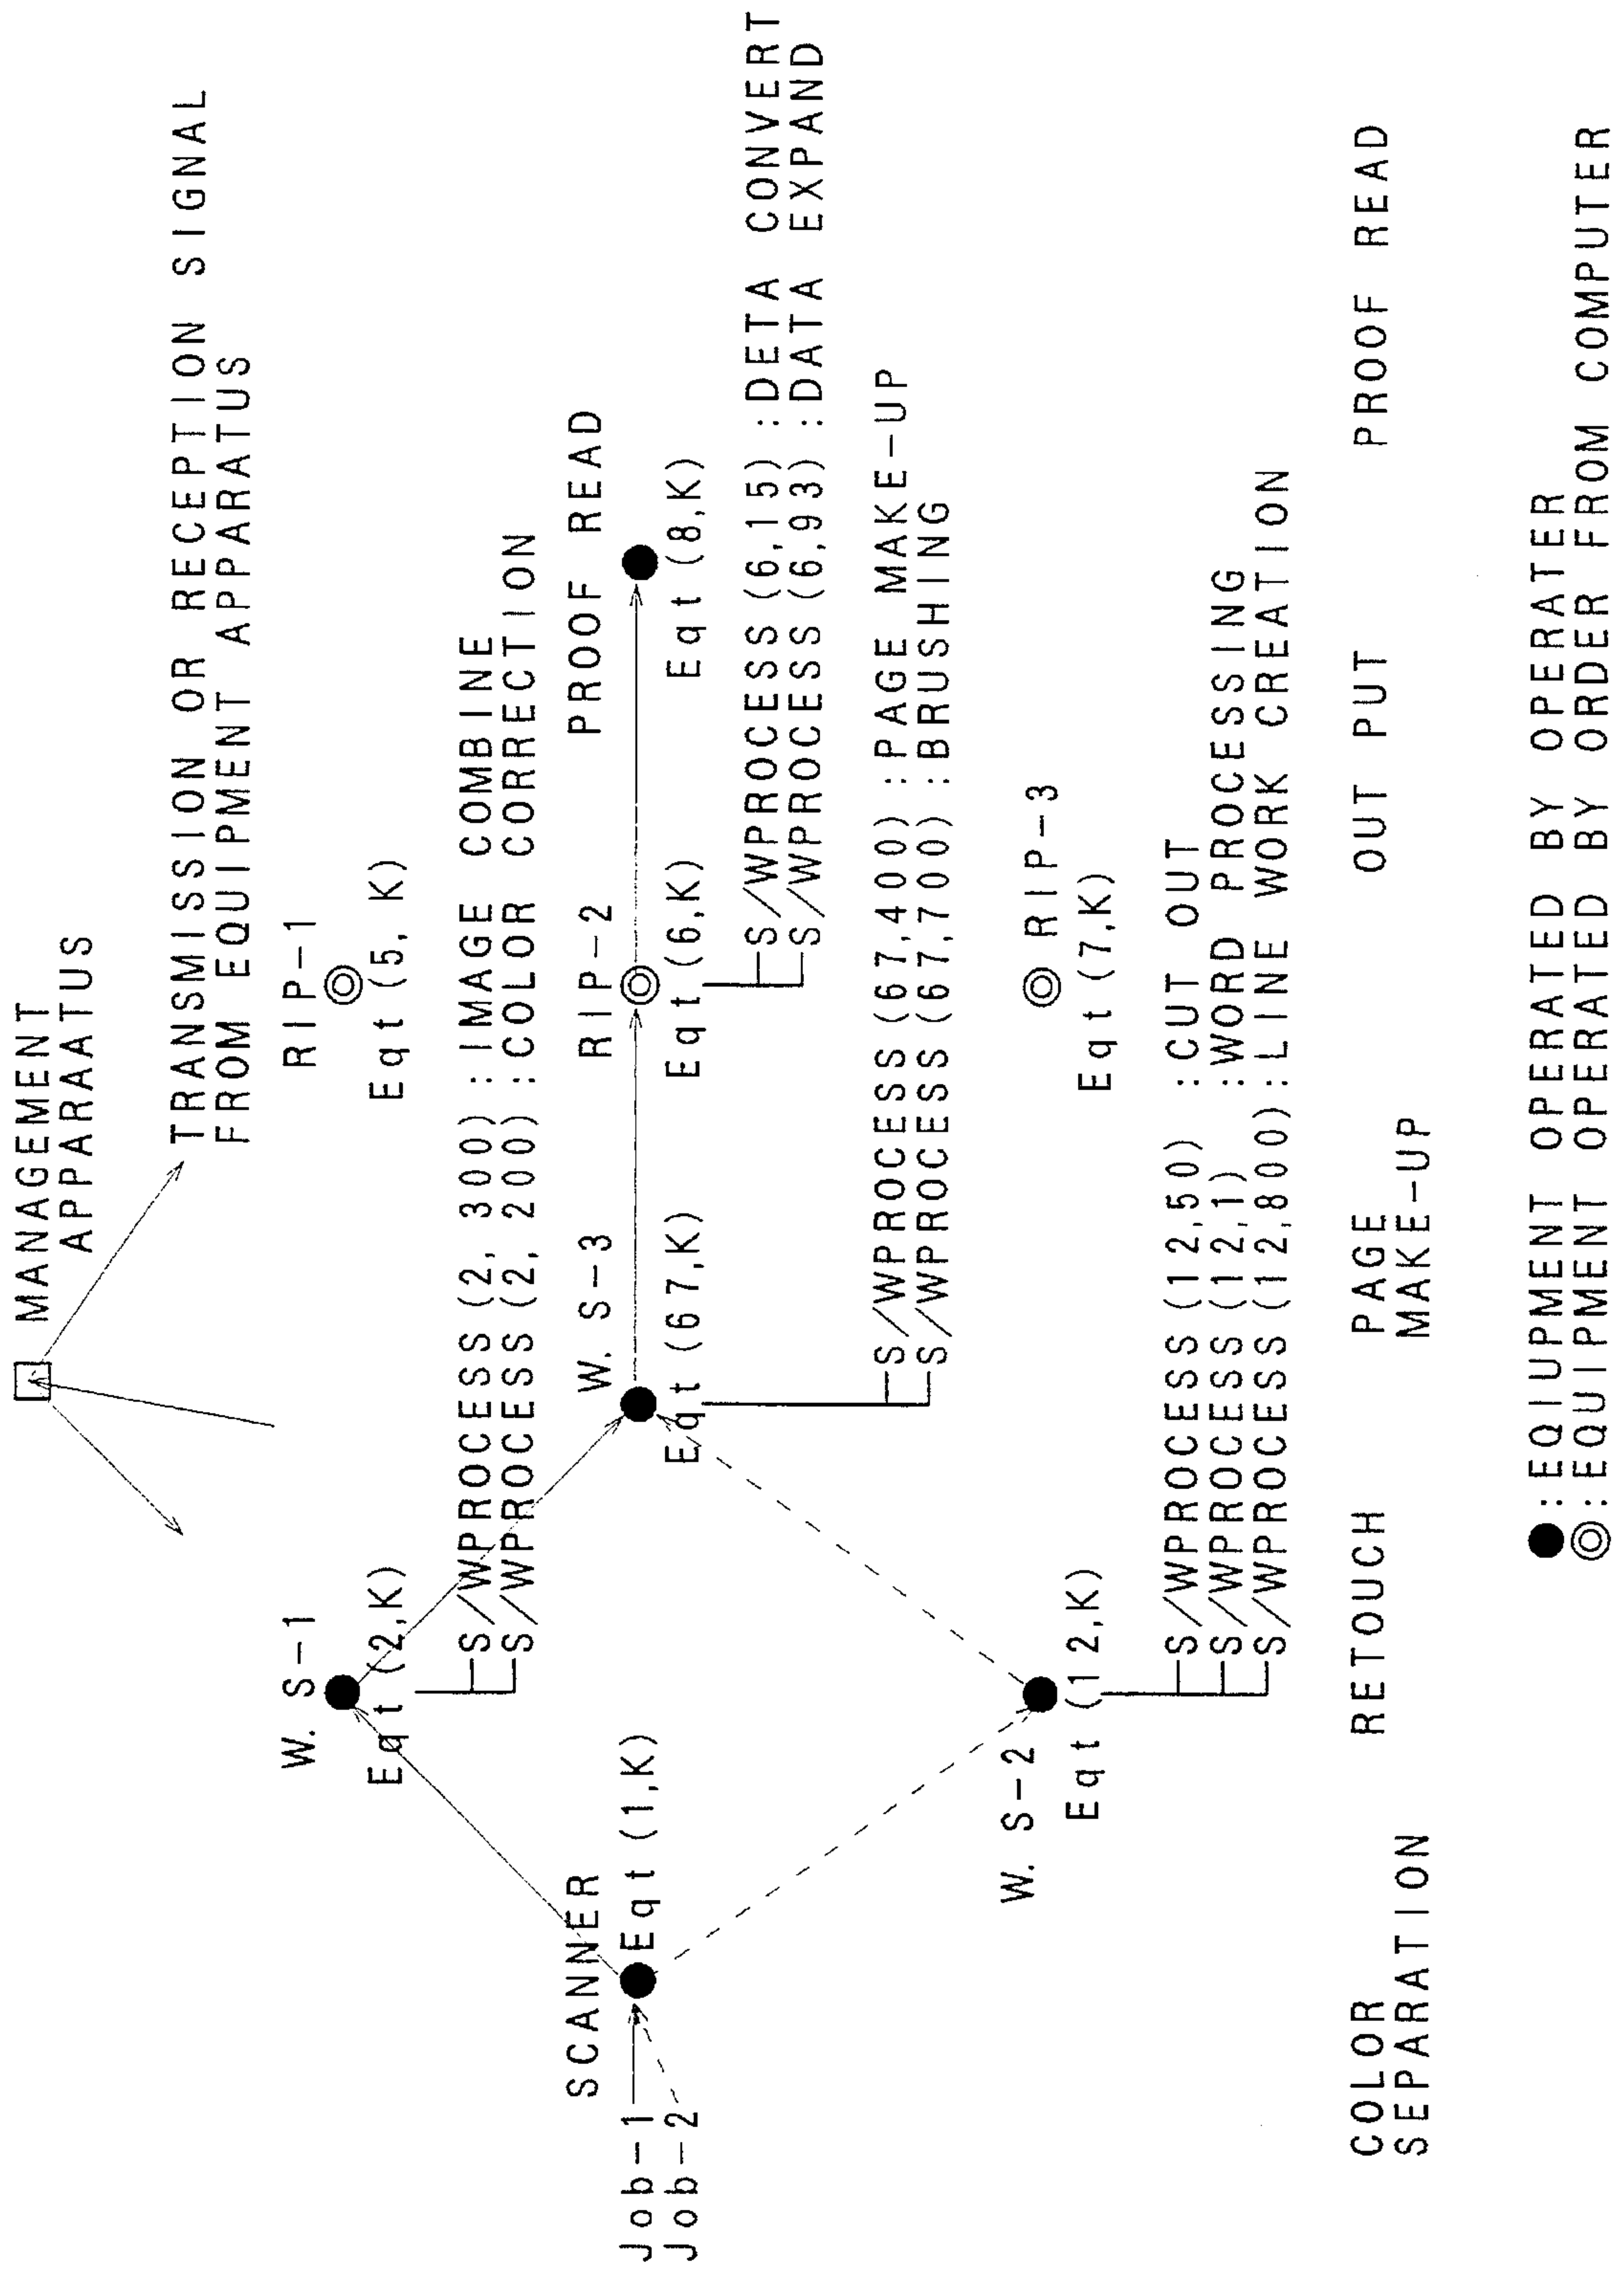 MANAGEMENT
APPARAATUS
TRANSMISSION OR RECEPTION SIGNAL
FROM EQUIPMENT APPARATUS
W. S-1
RIP-1
Eqt (2,K)
Eqt (5, K)
S/WPROCESS (2, 300) : IMAGE COMBINE
S/WPROCESS (2, 200) : COLOR CORRECTION
SCANNER
W. S-3
RIP-2
PROOF READ
Job-1
Job-2
Eqt (1,K)
Eqt (67,K)
Eqt (6,K)
Eqt (8,K)
S/WPROCESS (6,15) : DETA CONVERT
S/WPROCESS (6,93) : DATA EXPAND
S/WPROCESS (67,400) : PAGE MAKE-UP
S/WPROCESS (67,700) : BRUSHING
W. S-2
RIP-3
Eqt (12,K)
Eqt (7,K)
S/WPROCESS (12,50) : CUT OUT
S/WPROCESS (12,1) : WORD PROCESSING
S/WPROCESS (12,800) : LINE WORK CREATION
COLOR
SEPARATION
RETOUCH
PAGE
MAKE-UP
OUT PUT
PROOF READ
: EQIUPMENT OPERATED BY OPERATER
: EQUIPMENT OPERATED BY ORDER FROM COMPUTER